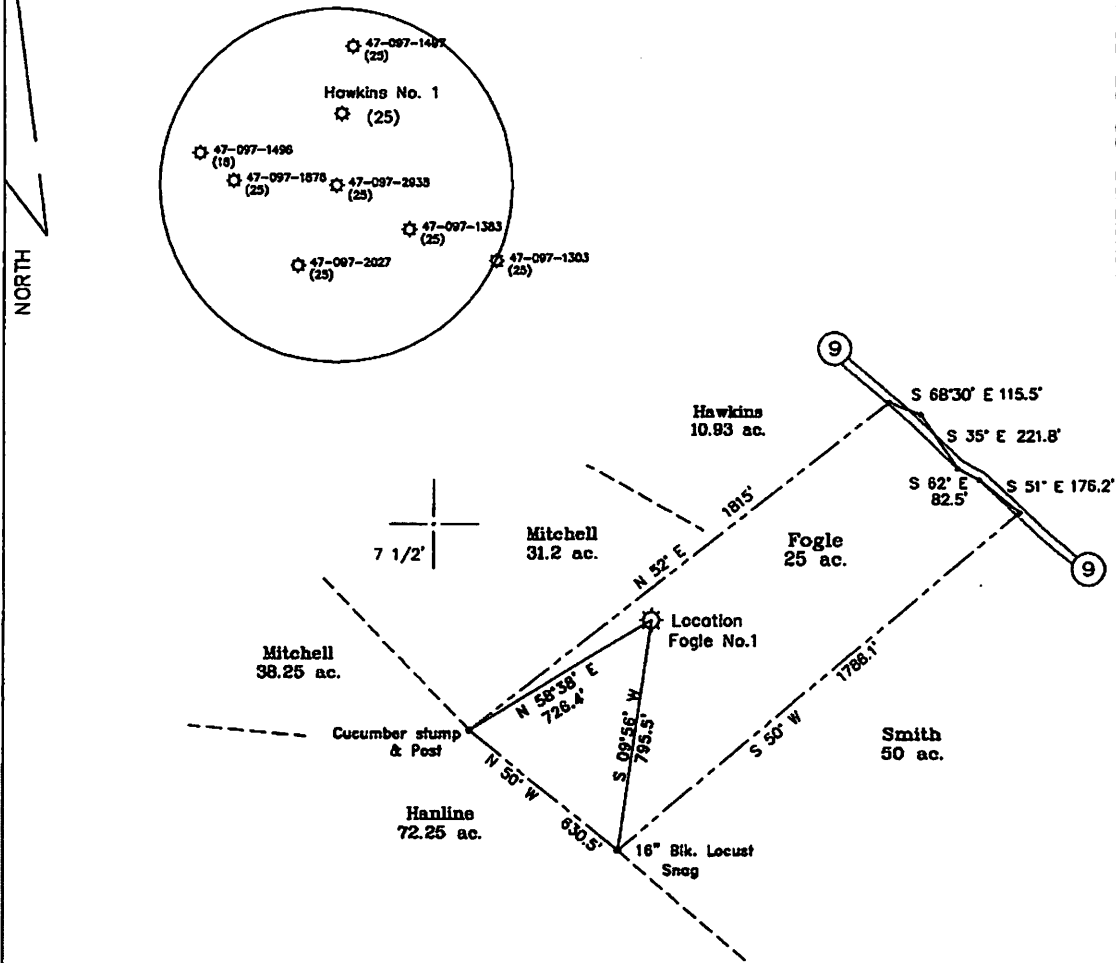 47-097-1487
(25)
Hawkins No. 1
(25)
47-097-1496
(18)
47-097-1878
(25)
47-097-2938
(25)
47-097-1383
(25)
47-097-2027
(25)
47-097-1303
(25)
NORTH
9
S 68°30' E 115.5'
Hawkins
10.93 ac.
S 35° E 221.8'
S 62° E
82.5'
S 51° E 176.2'
1815'
N 52° E
7 1/2'
Mitchell
31.2 ac.
Fogle
25 ac.
9
Location
Fogle No.1
Mitchell
38.25 ac.
N 58°38' E
726.4'
S 09°56' W
795.5'
1786.1'
S 50° W
Cucumber stump
& Post
Smith
50 ac.
N 50° W
630.5'
Hanline
72.25 ac.
16" Blk. Locust
Snag